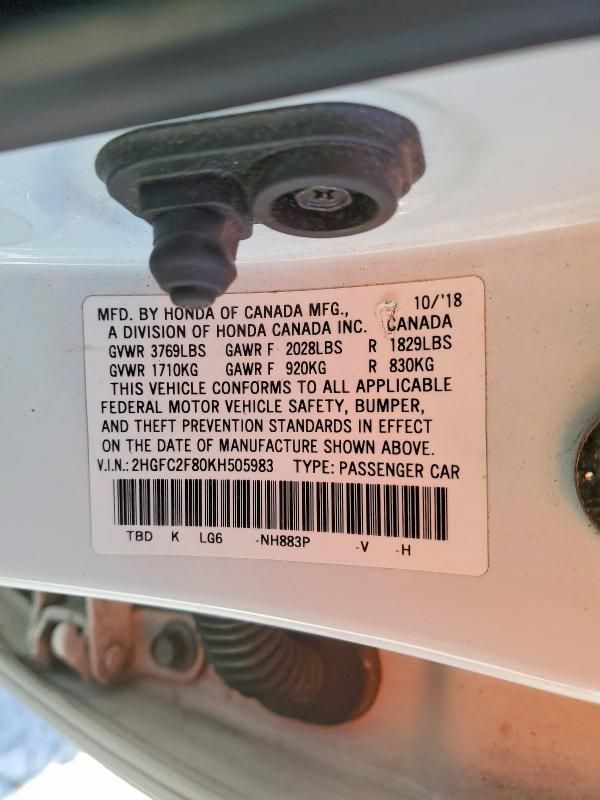 MFD. BY HONDA OF CANADA MFG., 10/'18
A DIVISION OF HONDA CANADA INC. CANADA
GVWR 3769LBS GAWR F 2028LBS R 1829LBS
GVWR 1710KG GAWR F 920KG R 830KG
THIS VEHICLE CONFORMS TO ALL APPLICABLE
FEDERAL MOTOR VEHICLE SAFETY, BUMPER,
AND THEFT PREVENTION STANDARDS IN EFFECT
ON THE DATE OF MANUFACTURE SHOWN ABOVE.
V.I.N.: 2HGFC2F80KH505983 TYPE: PASSENGER CAR
TBD K LG6 -NH883P -V -H